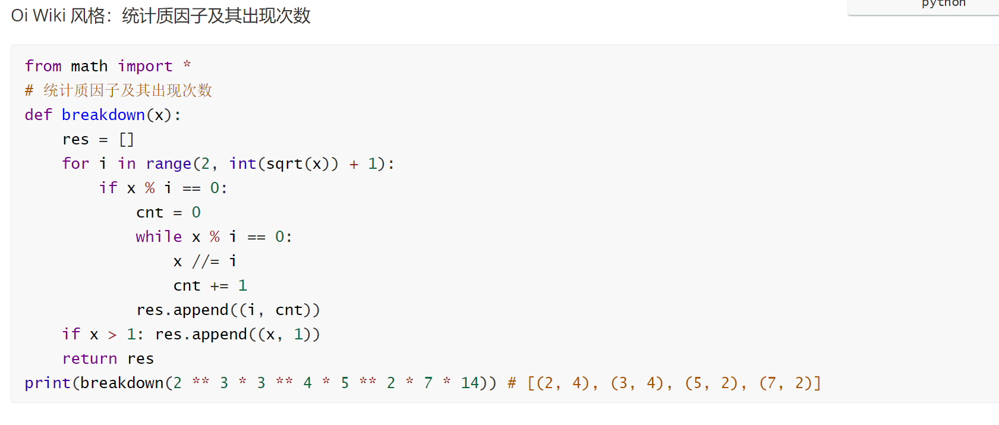 python
Oi Wiki 风格：统计质因子及其出现次数
from math import *
# 统计质因子及其出现次数
def breakdown(x):
    res = []
    for i in range(2, int(sqrt(x)) + 1):
        if x % i == 0:
            cnt = 0
            while x % i == 0:
                x //= i
                cnt += 1
            res.append((i, cnt))
    if x > 1: res.append((x, 1))
    return res
print(breakdown(2 ** 3 * 3 ** 4 * 5 ** 2 * 7 * 14)) # [(2, 4), (3, 4), (5, 2), (7, 2)]